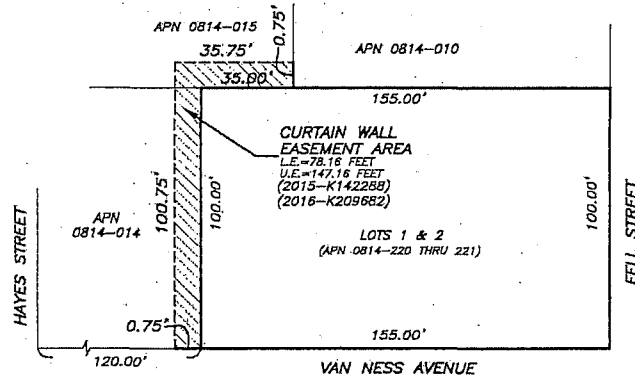 APN 0814-015
35.75'
0.75'
APN 0814-010
35.00'
155.00'
CURTAIN WALL
EASEMENT AREA
L.E.=78.16 FEET
U.E.=147.16 FEET
(2015-K142288)
(2016-K209682)
HAYES STREET
APN
0814-014
100.75'
100.00'
LOTS 1 & 2
(APN 0814-220 THRU 221)
100.00'
FELL STREET
0.75'
155.00'
120.00'
VAN NESS AVENUE